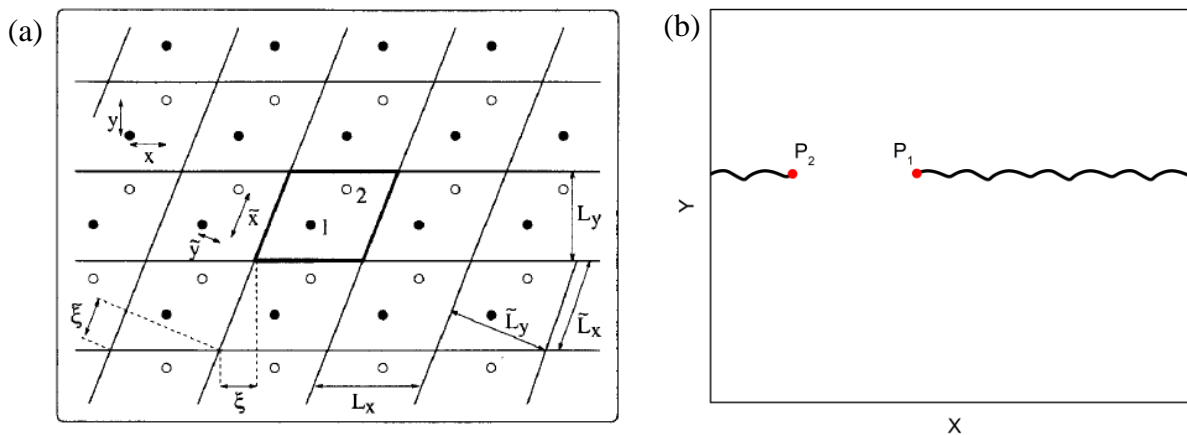 (a)
y
x
2
1
x̃
ỹ
L_y
L̃_y
L̃_x
ξ̃
ξ
L_x
(b)
P_2
P_1
Y
X